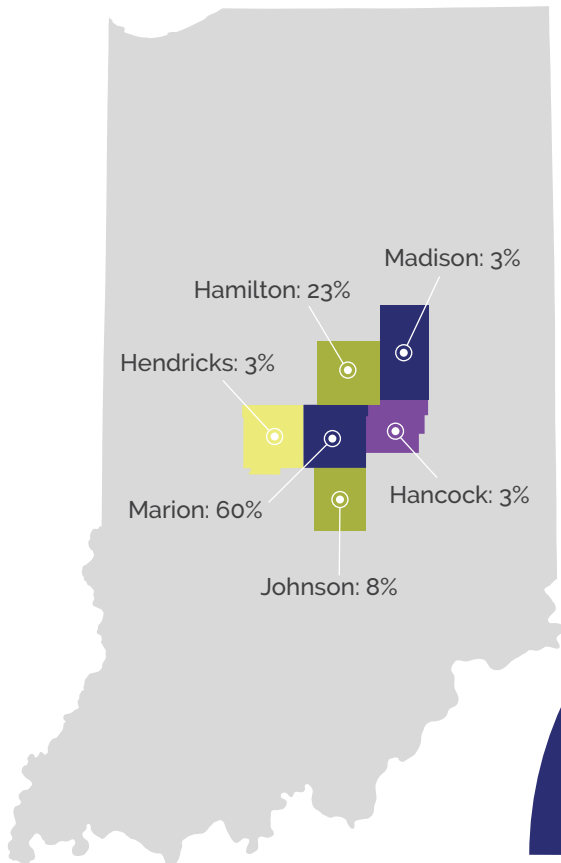 Madison: 3%
Hamilton: 23%
Hendricks: 3%
Hancock: 3%
Marion: 60%
Johnson: 8%